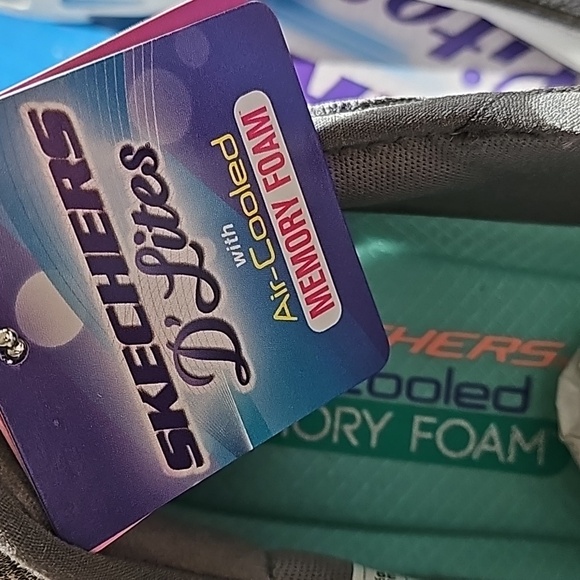 SKECHERS
D'Lites
with
Air-Cooled
MEMORY FOAM
HERS
Cooled
ORY FOAM